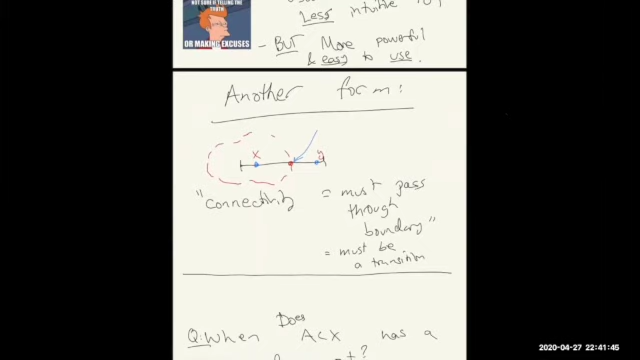 NOT SURE IF TELLING THE TRUTH
OR MAKING EXCUSES
Less intuitive
- BUT More powerful
& easy to use.
Another form:
x
y
"connectivity = must pass
through
boundary"
= must be
a transition
Q: When Does A⊂X has a
2020-04-27 21:41:45